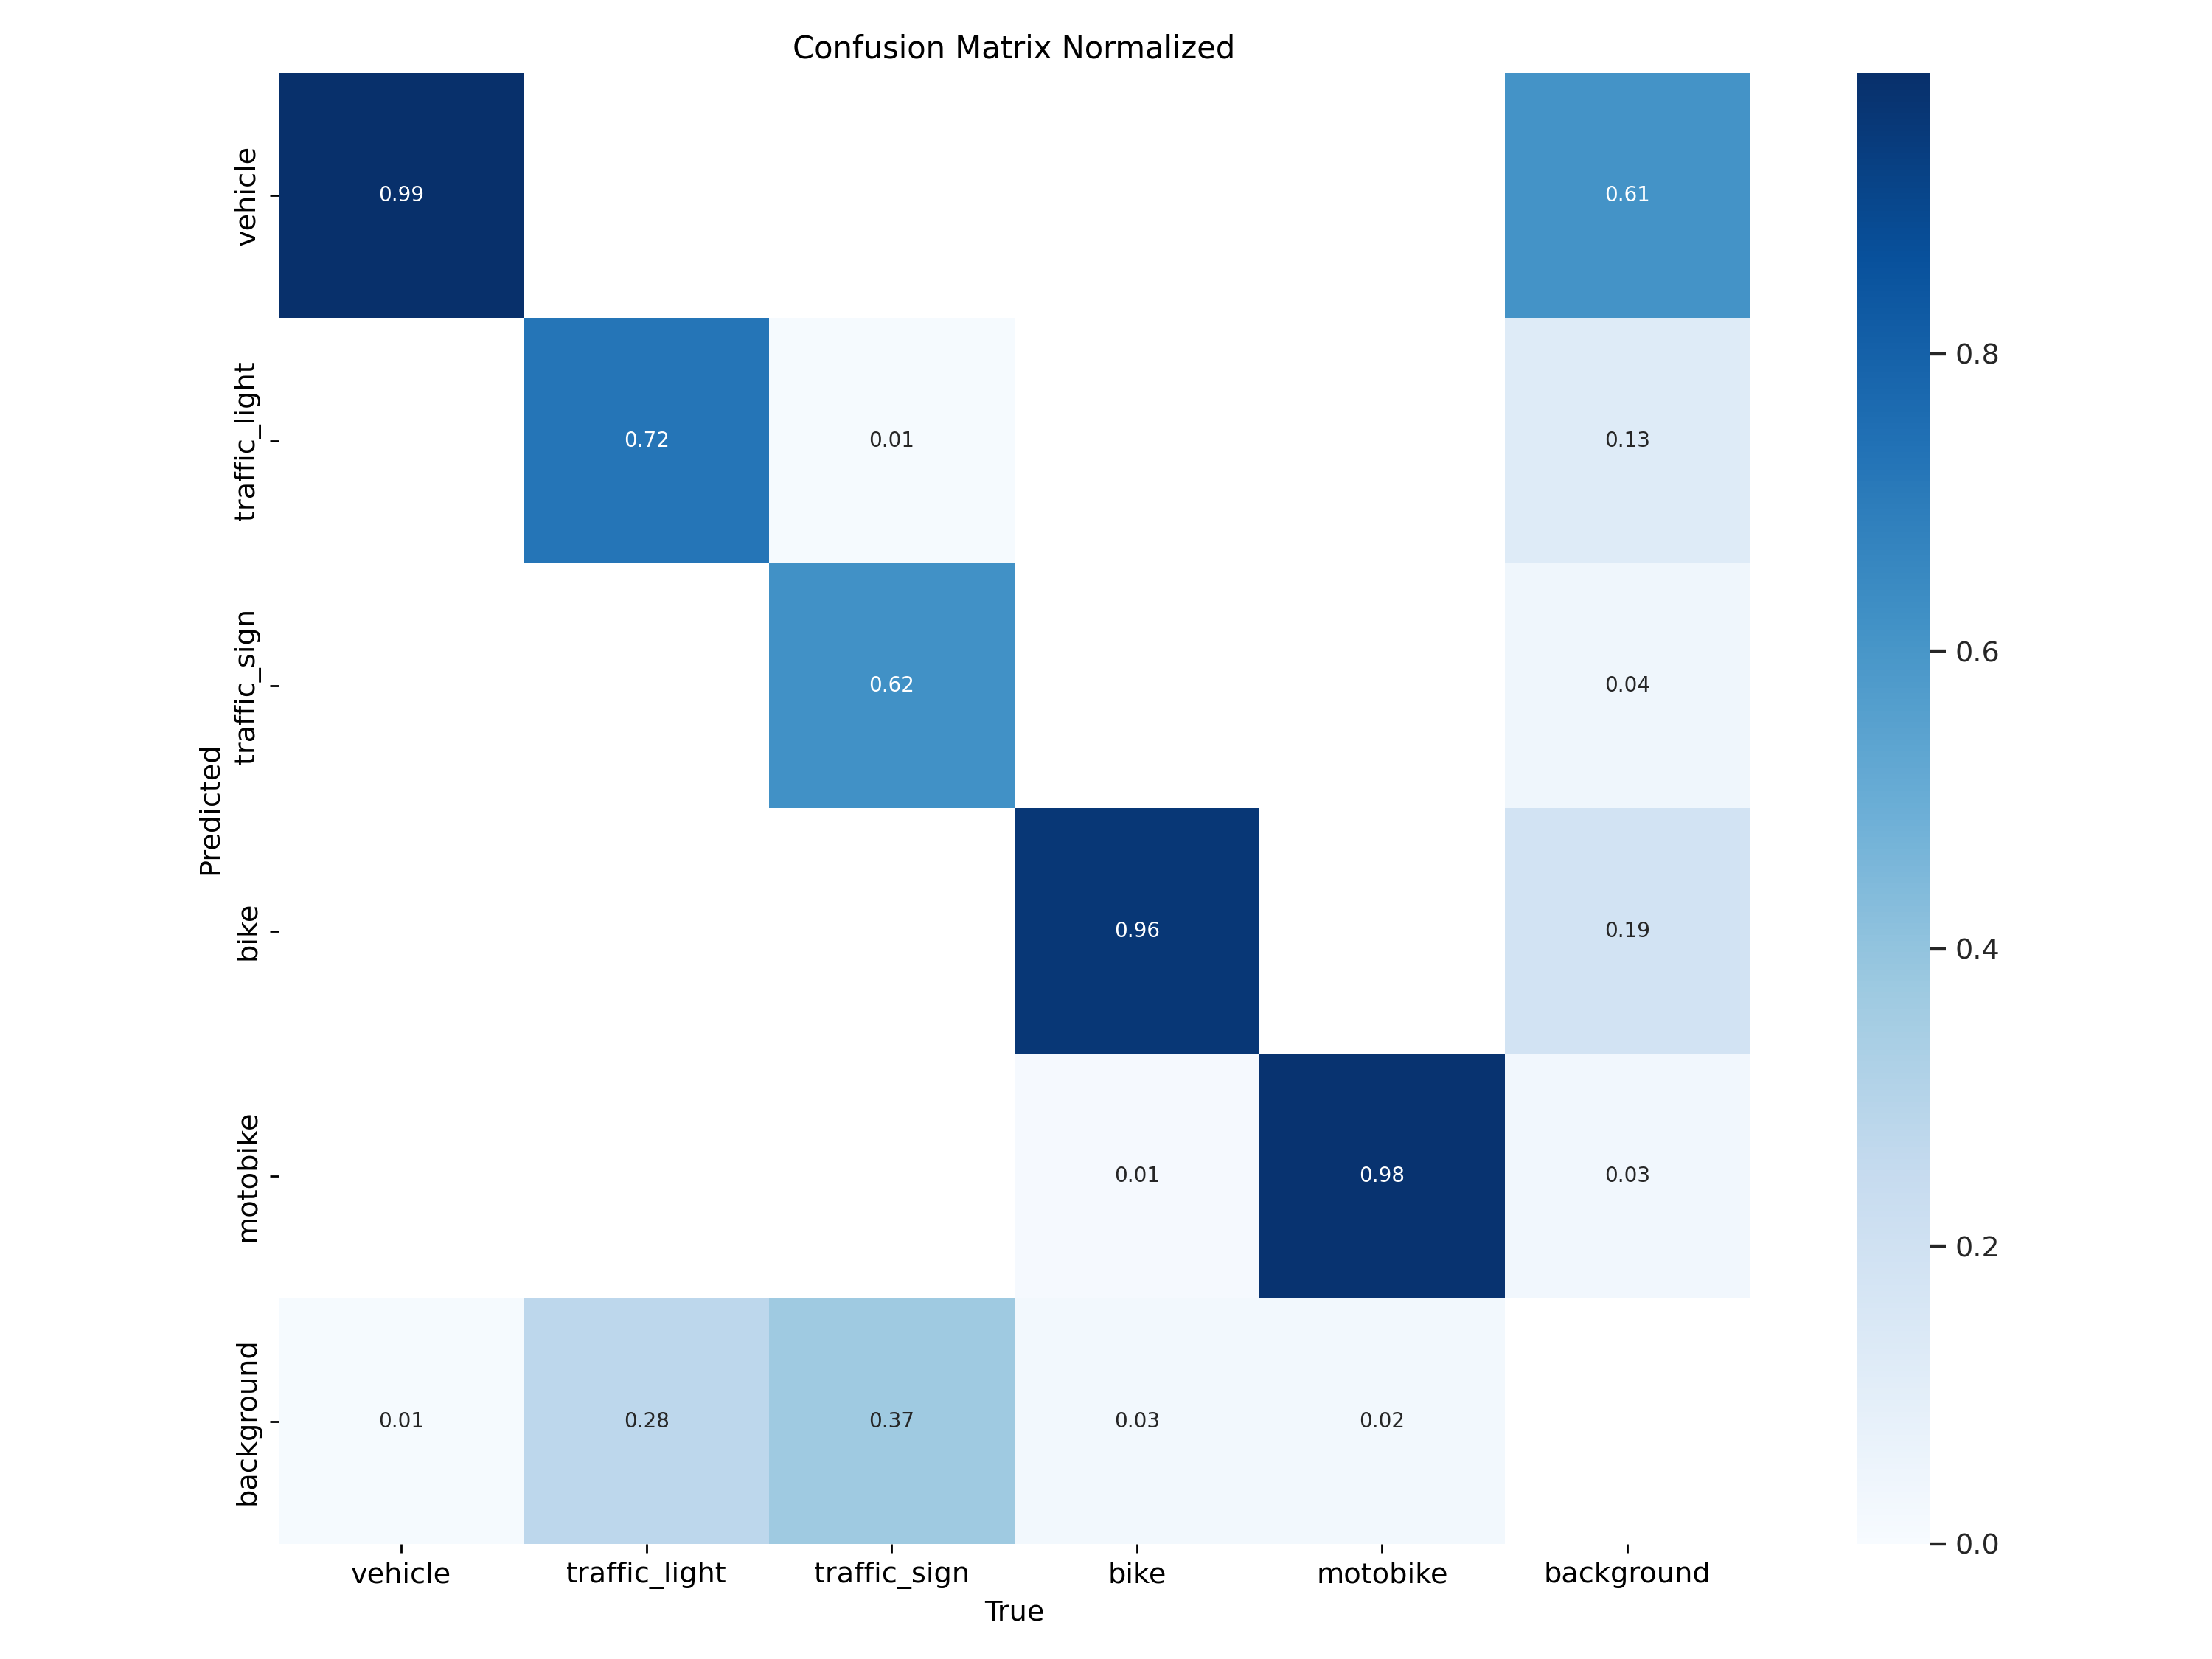 Confusion Matrix Normalized
vehicle
0.99
0.61
0.8
traffic_light
0.72
0.01
0.13
0.6
traffic_sign
0.62
0.04
Predicted
bike
0.96
0.19
0.4
motobike
0.01
0.98
0.03
0.2
background
0.01
0.28
0.37
0.03
0.02
0.0
vehicle
traffic_light
traffic_sign
bike
motobike
background
True